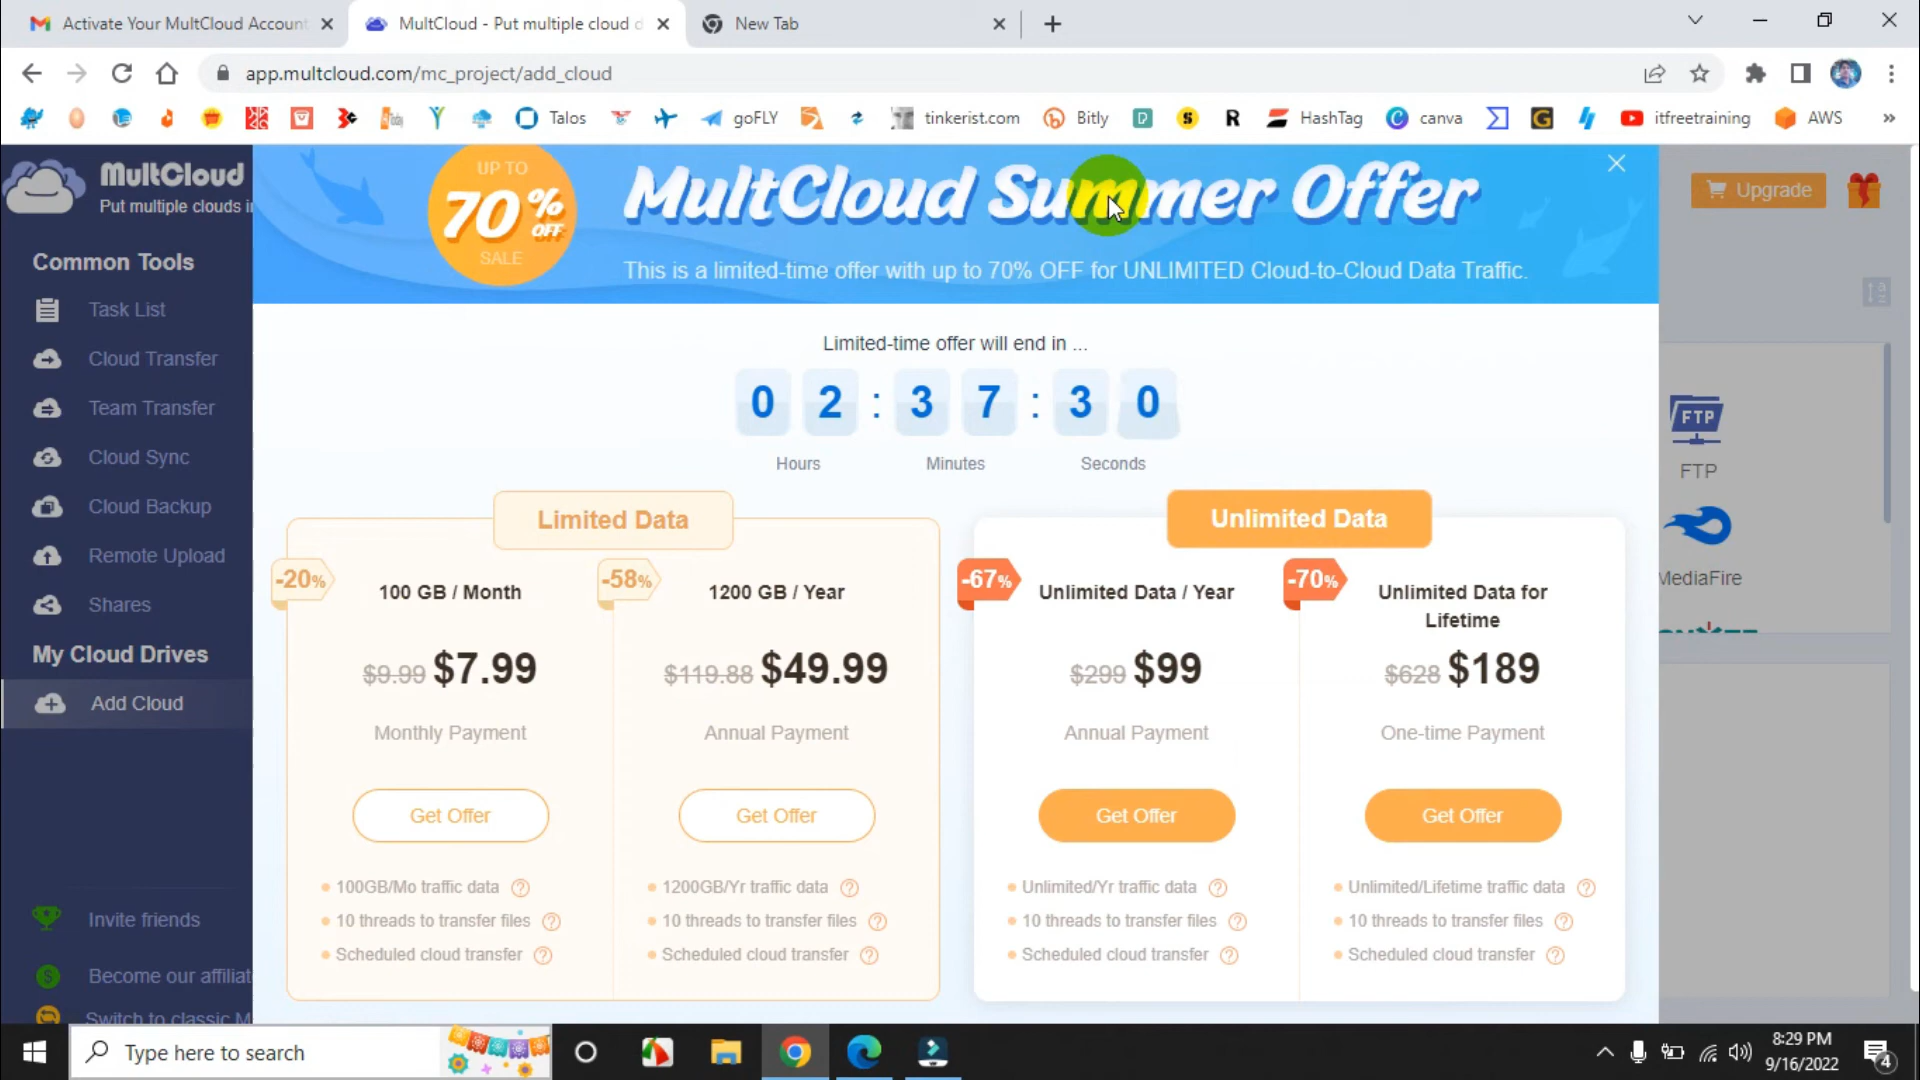 Activate Your MultCloud Accoun
MultCloud - Put multiple cloud d
New Tab
app.multcloud.com/mc_project/add_cloud
Talos
goFLY
tinkerist.com
Bitly
HashTag
canva
itfreetraining
AWS
MultCloud
Put multiple clouds i
Common Tools
Task List
Cloud Transfer
Team Transfer
Cloud Sync
Cloud Backup
Remote Upload
Shares
My Cloud Drives
Add Cloud
Invite friends
Become our affiliat
Switch to classic M
UP TO
70% OFF
SALE
MultCloud Summer Offer
This is a limited-time offer with up to 70% OFF for UNLIMITED Cloud-to-Cloud Data Traffic.
Upgrade
Limited-time offer will end in ...
02 : 37 : 30
Hours Minutes Seconds
FTP
FTP
MediaFire
Limited Data
-20%
100 GB / Month
$9.99 $7.99
Monthly Payment
Get Offer
100GB/Mo traffic data
10 threads to transfer files
Scheduled cloud transfer
-58%
1200 GB / Year
$119.88 $49.99
Annual Payment
Get Offer
1200GB/Yr traffic data
10 threads to transfer files
Scheduled cloud transfer
Unlimited Data
-67%
Unlimited Data / Year
$299 $99
Annual Payment
Get Offer
Unlimited/Yr traffic data
10 threads to transfer files
Scheduled cloud transfer
-70%
Unlimited Data for
Lifetime
$628 $189
One-time Payment
Get Offer
Unlimited/Lifetime traffic data
10 threads to transfer files
Scheduled cloud transfer
Type here to search
8:29 PM
9/16/2022
4